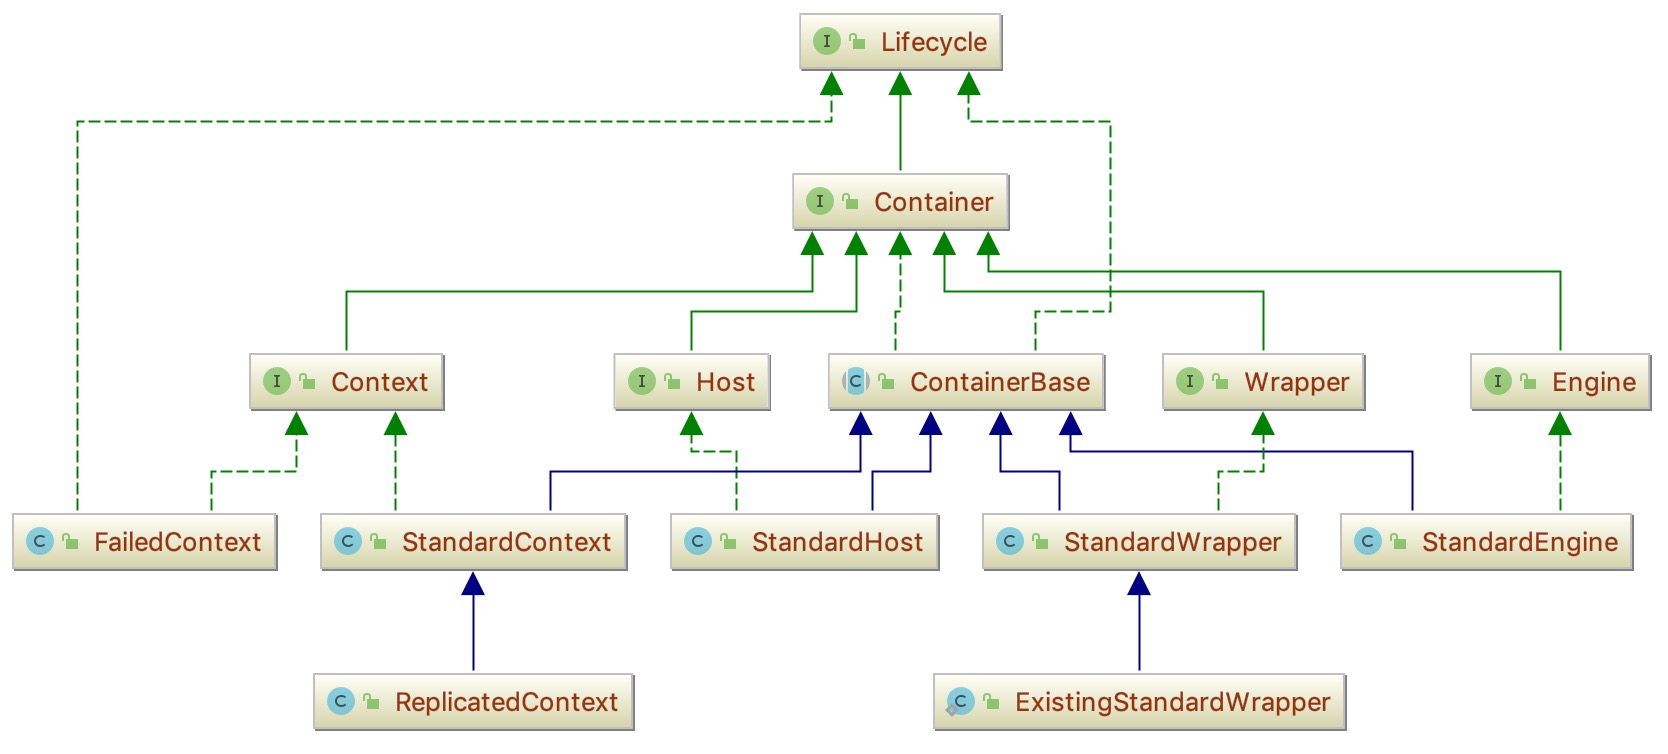 I Lifecycle
I Container
I Context
I Host
C ContainerBase
I Wrapper
I Engine
C FailedContext
C StandardContext
C StandardHost
C StandardWrapper
C StandardEngine
C ReplicatedContext
C ExistingStandardWrapper